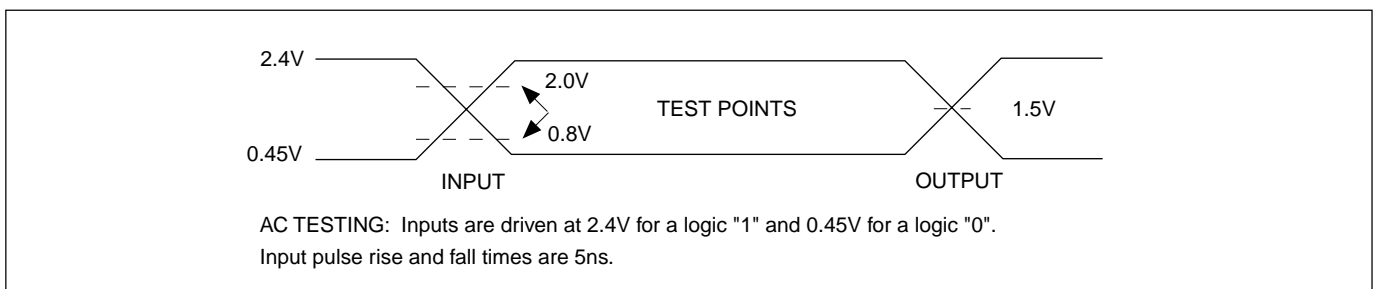 2.4V
2.0V
TEST POINTS
1.5V
0.8V
0.45V
INPUT
OUTPUT
AC TESTING: Inputs are driven at 2.4V for a logic "1" and 0.45V for a logic "0".
Input pulse rise and fall times are 5ns.